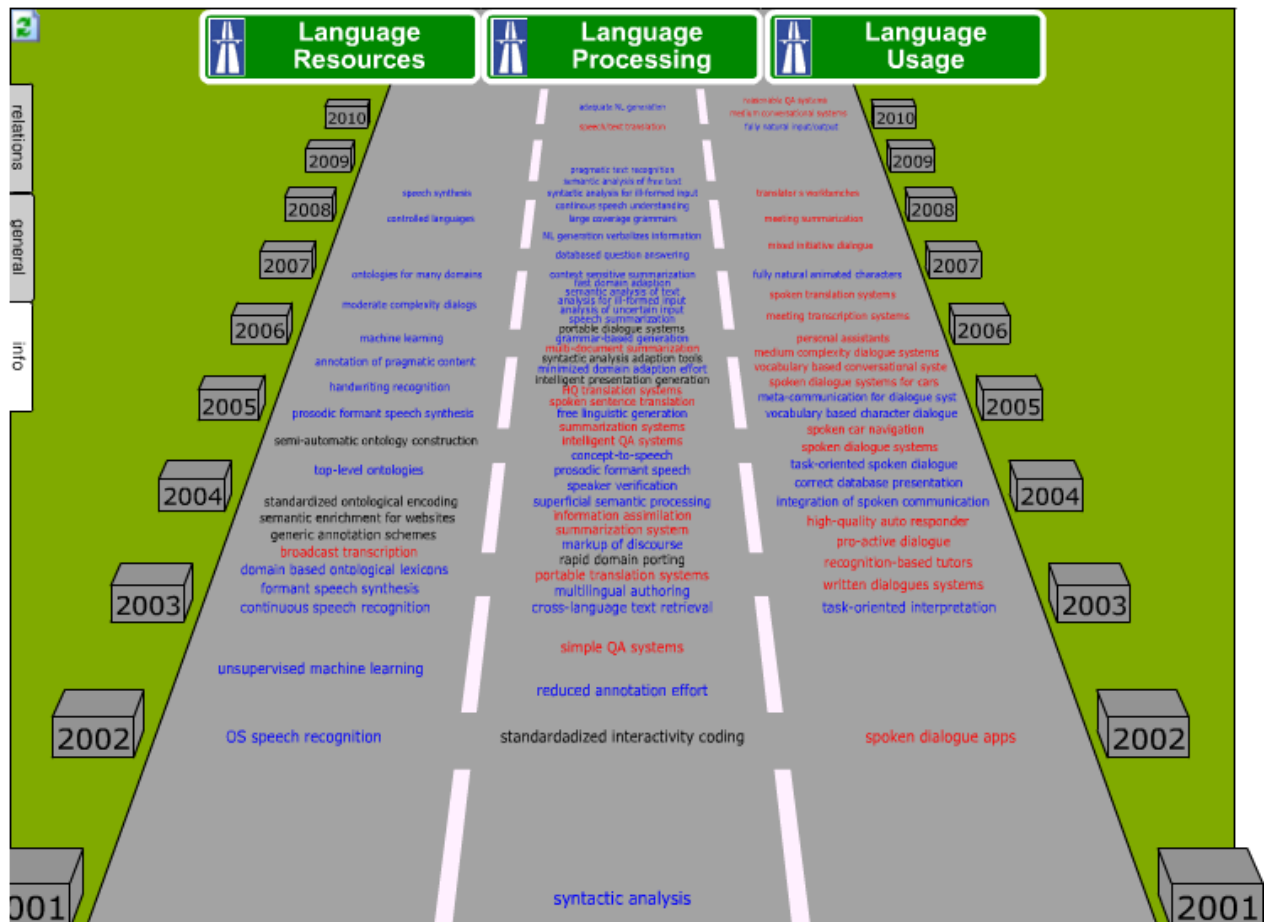 Language
Resources
Language
Processing
Language
Usage
relations
general
info
2010
2009
2008
2007
2006
2005
2004
2003
2002
001
speech synthesis
controlled languages
ontologies for many domains
moderate complexity dialogs
machine learning
annotation of pragmatic content
handwriting recognition
prosodic formant speech synthesis
semi-automatic ontology construction
top-level ontologies
standardized ontological encoding
semantic enrichment for websites
generic annotation schemes
broadcast transcription
domain based ontological lexicons
formant speech synthesis
continuous speech recognition
unsupervised machine learning
OS speech recognition
adequate NL generation
speech/text translation
pragmatic text recognition
semantic analysis of free text
syntactic analysis for ill-formed input
continous speech understanding
large coverage grammars
NL generation verbalizes information
databased question answering
context sensitive summarization
fast domain adaption
semantic analysis of text
analysis for ill-formed input
analysis of uncertain input
speech summarization
portable dialogue systems
grammar-based generation
multi-document summarization
syntactic analysis adaption tools
minimized domain adaption effort
intelligent presentation generation
HQ translation systems
spoken sentence translation
free linguistic generation
summarization systems
intelligent QA systems
concept-to-speech
prosodic formant speech
speaker verification
superficial semantic processing
information assimilation
summarization system
markup of discourse
rapid domain porting
portable translation systems
multilingual authoring
cross-language text retrieval
simple QA systems
reduced annotation effort
standardadized interactivity coding
syntactic analysis
reasonable QA systems
medium conversational systems
fully natural input/output
translator s workbenches
meeting summarization
mixed initiative dialogue
fully natural animated characters
spoken translation systems
meeting transcription systems
personal assistants
medium complexity dialogue systems
vocabulary based conversational syste
spoken dialogue systems for cars
meta-communication for dialogue syst
vocabulary based character dialogue
spoken car navigation
spoken dialogue systems
task-oriented spoken dialogue
correct database presentation
integration of spoken communication
high-quality auto responder
pro-active dialogue
recognition-based tutors
written dialogues systems
task-oriented interpretation
spoken dialogue apps
2010
2009
2008
2007
2006
2005
2004
2003
2002
2001